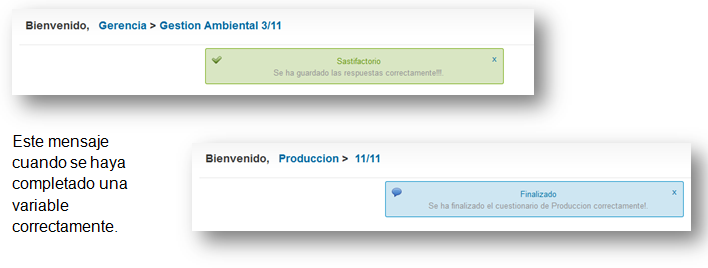 Bienvenido, Gerencia > Gestion Ambiental 3/11
Sastifactorio x
Se ha guardado las respuestas correctamente!!!.
Este mensaje
cuando se haya
completado una
variable
correctamente.
Bienvenido, Produccion > 11/11
Finalizado x
Se ha finalizado el cuestionario de Produccion correctamente!.